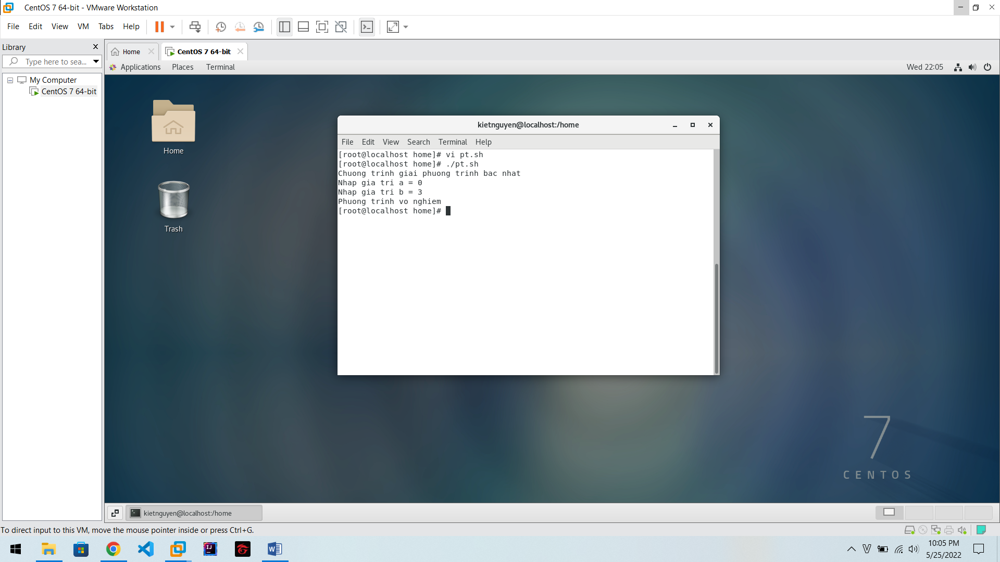 CentOS 7 64-bit - VMware Workstation
File Edit View VM Tabs Help
Library
Type here to sea...
My Computer
CentOS 7 64-bit
Home
CentOS 7 64-bit
Applications Places Terminal
Wed 22:05
Home
Trash
kietnguyen@localhost:/home
File Edit View Search Terminal Help
[root@localhost home]# vi pt.sh
[root@localhost home]# ./pt.sh
Chuong trinh giai phuong trinh bac nhat
Nhap gia tri a = 0
Nhap gia tri b = 3
Phuong trinh vo nghiem
[root@localhost home]#
7
CENTOS
kietnguyen@localhost:/home
To direct input to this VM, move the mouse pointer inside or press Ctrl+G.
10:05 PM
5/25/2022